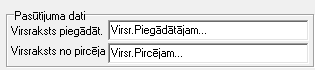 Pasūtījuma dati
Virsraksts piegādāt. Virsr.Piegādātājam...
Virsraksts no pircēja Virsr.Pircējam...